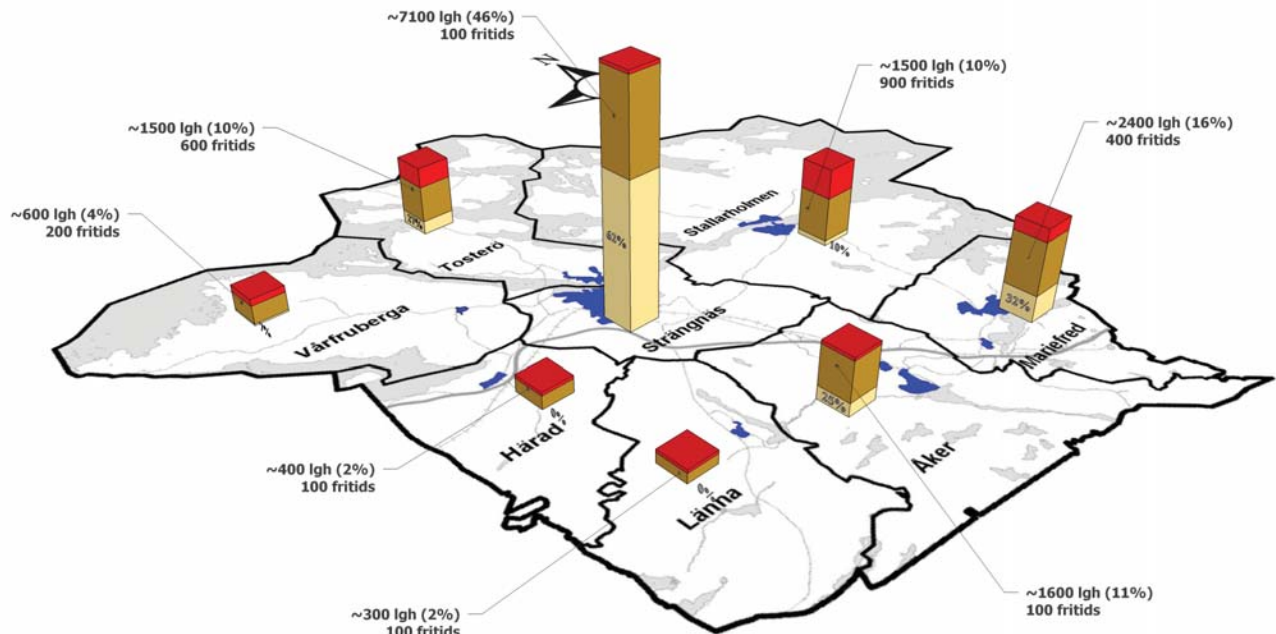 ~7100 lgh (46%)
100 fritids
N
~1500 lgh (10%)
900 fritids
~2400 lgh (16%)
400 fritids
~1500 lgh (10%)
600 fritids
~600 lgh (4%)
200 fritids
62%
10%
32%
25%
0%
0%
Stallarholmen
Tosterö
Vårfruberga
Strängnäs
Mariefred
Härad
Länna
Åker
~400 lgh (2%)
100 fritids
~300 lgh (2%)
100 fritids
~1600 lgh (11%)
100 fritids